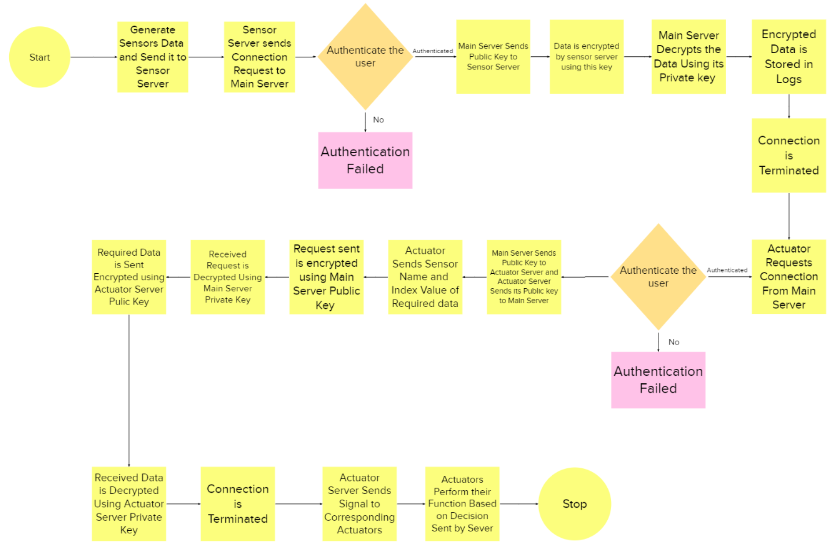 Start
Generate
Sensors Data
and Send it to
Sensor
Server
Sensor
Server sends
Connection
Request to
Main Server
Authenticate the
user
Authenticated
Main Server Sends
Public Key to
Sensor Server
Data is encrypted
by sensor server
using this key
Main Server
Decrypts the
Data Using its
Private key
Encrypted
Data is
Stored in
Logs
No
Authentication
Failed
Connection
is
Terminated
Required Data
is Sent
Encrypted using
Actuator Server
Pulic Key
Received
Request is
Decrypted Using
Main Server
Private Key
Request sent
is encrypted
using Main
Server Public
Key
Actuator
Sends Sensor
Name and
Index Value of
Required data
Main Server Sends
Public Key to
Actuator Server and
Actuator Server
Sends its Public key
to Main Server
Authenticate the
user
Authenticated
Actuator
Requests
Connection
From Main
Server
No
Authentication
Failed
Received Data
is Decrypted
Using Actuator
Server Private
Key
Connection
is
Terminated
Actuator
Server Sends
Signal to
Corresponding
Actuators
Actuators
Perform their
Function Based
on Decision
Sent by Sever
Stop